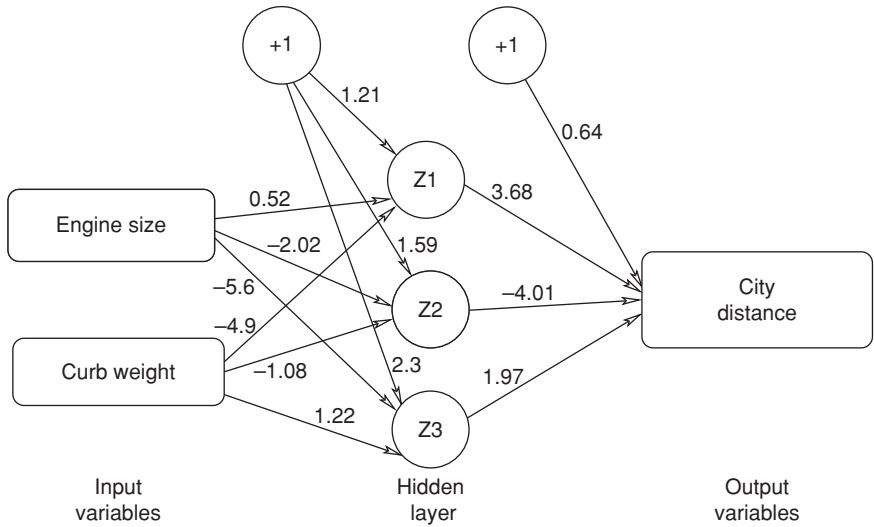 +1
+1
1.21
0.64
Z1
0.52
3.68
Engine size
–2.02
1.59
–5.6
–4.01
City
distance
Z2
–4.9
Curb weight
–1.08
2.3
1.97
1.22
Z3
Input
variables
Hidden
layer
Output
variables